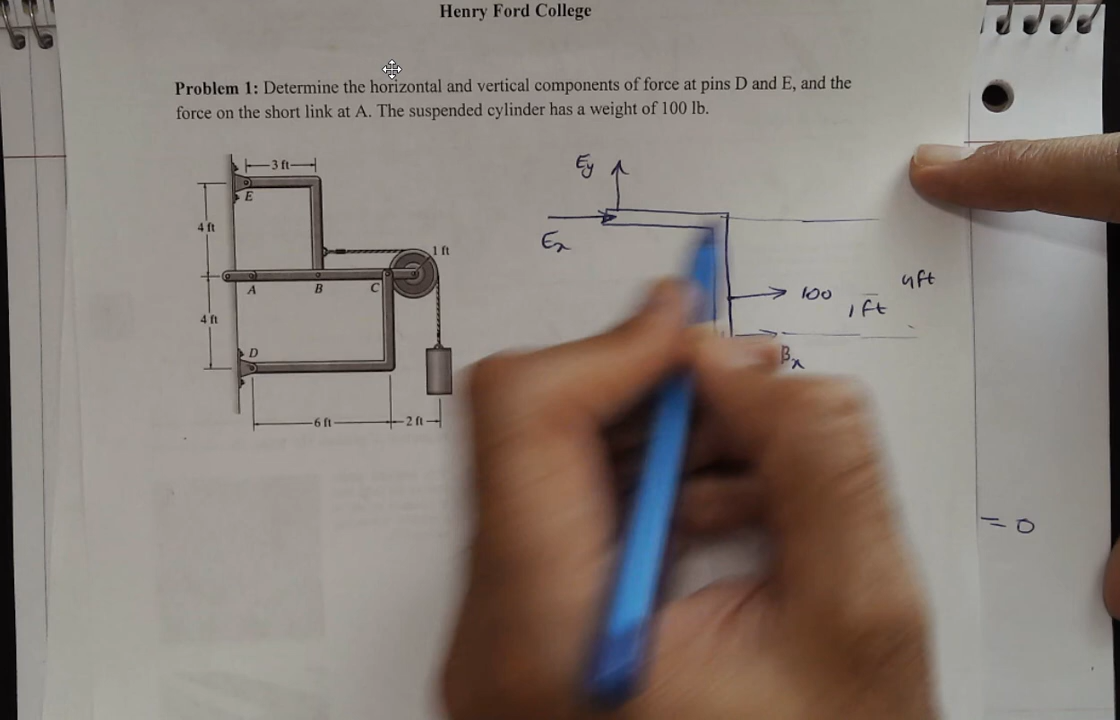 Henry Ford College
Problem 1: Determine the horizontal and vertical components of force at pins D and E, and the
force on the short link at A. The suspended cylinder has a weight of 100 lb.
3 ft
E
4 ft
1 ft
A
B
C
4 ft
D
6 ft
2 ft
Ey
Ex
100
1 ft
4ft
Bx
= 0